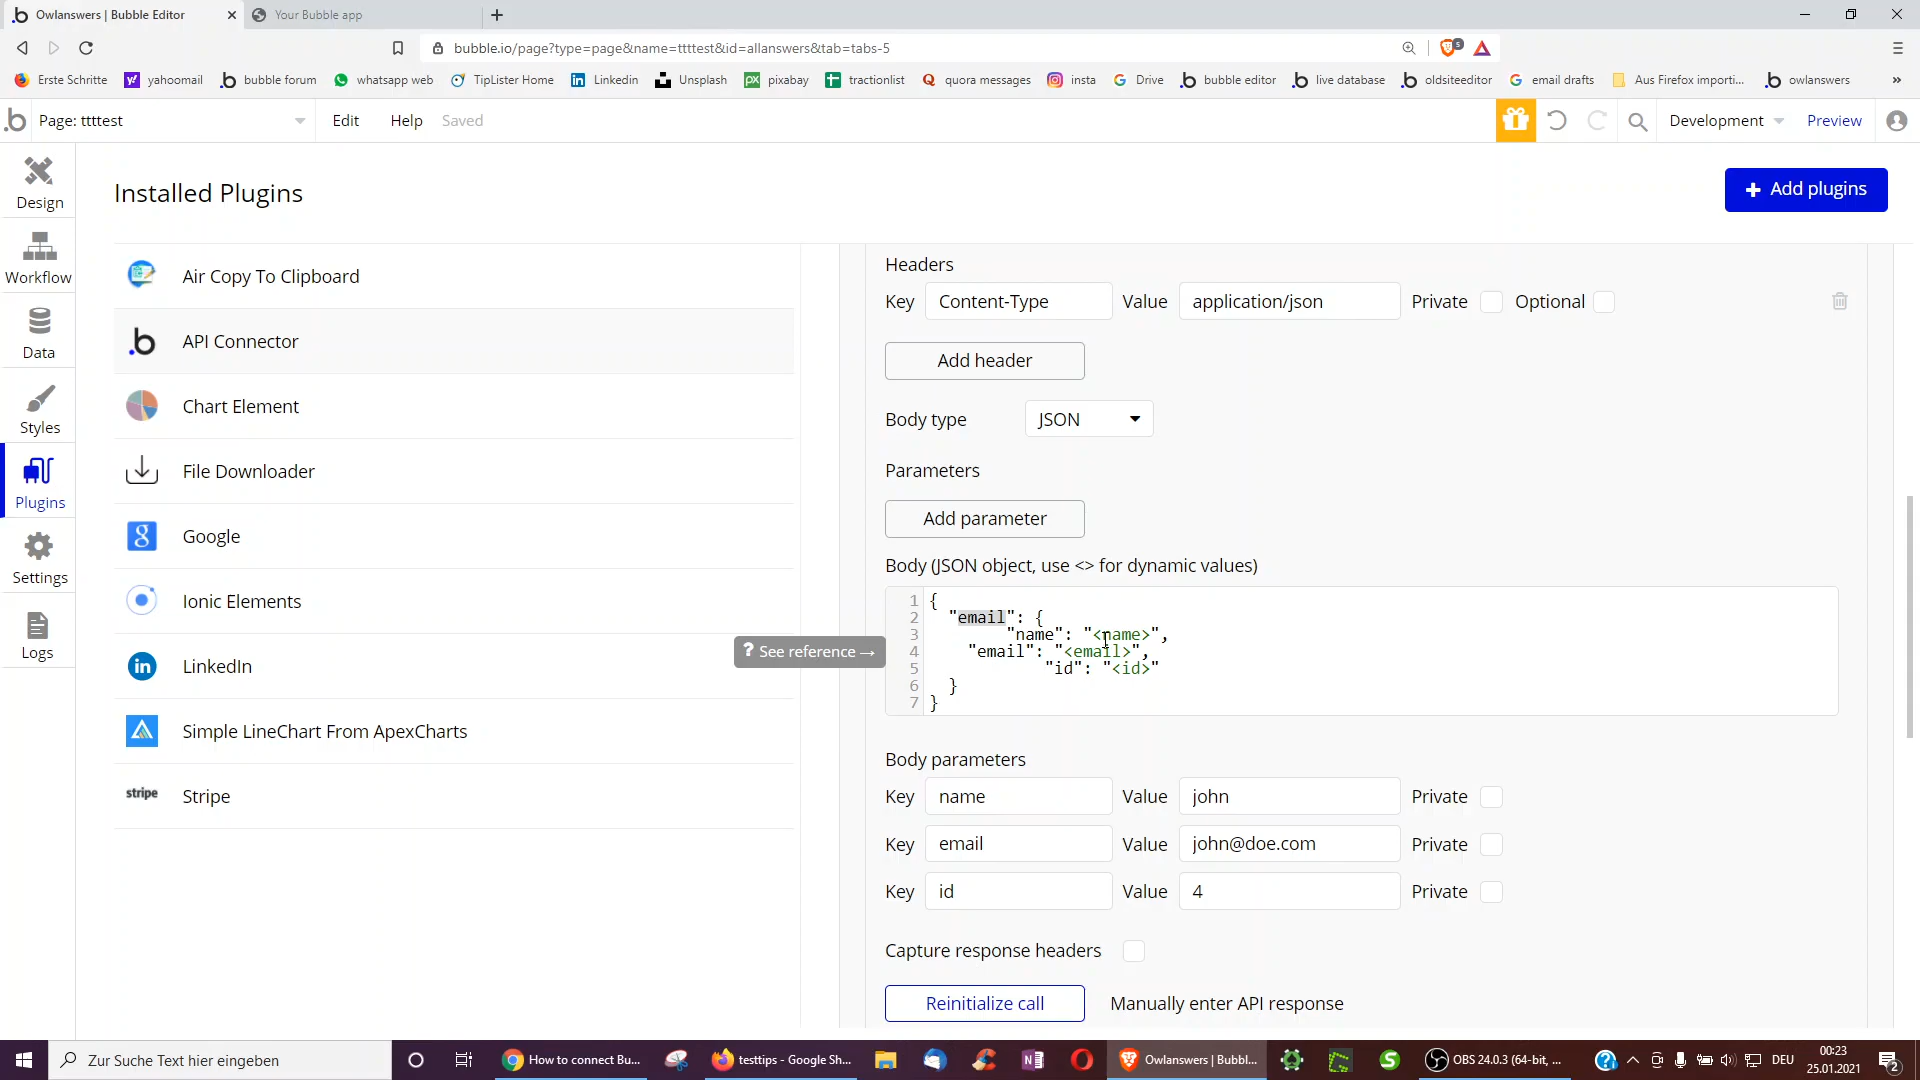 Owlanswers | Bubble Editor
Your Bubble app
bubble.io/page?type=page&name=ttttest&id=allanswers&tab=tabs-5
5
Erste Schritte
yahoomail
bubble forum
whatsapp web
TipLister Home
Linkedin
Unsplash
pixabay
tractionlist
quora messages
insta
Drive
bubble editor
live database
oldsiteeditor
email drafts
Aus Firefox importi...
owlanswers
»
Page: ttttest
Edit
Help
Saved
Development
Preview
Design
Workflow
Data
Styles
Plugins
Settings
Logs
Installed Plugins
+ Add plugins
Air Copy To Clipboard
API Connector
Chart Element
File Downloader
Google
Ionic Elements
LinkedIn
Simple LineChart From ApexCharts
stripe Stripe
Headers
Key Content-Type Value application/json Private Optional
Add header
Body type JSON
Parameters
Add parameter
Body (JSON object, use <> for dynamic values)
1 {
2 "email": {
3 "name": "<name>",
4 "email": "<email>",
5 "id": "<id>"
6 }
7 }
? See reference →
Body parameters
Key name Value john Private
Key email Value john@doe.com Private
Key id Value 4 Private
Capture response headers
Reinitialize call
Manually enter API response
Zur Suche Text hier eingeben
How to connect Bu...
testtips - Google Sh...
Owlanswers | Bubbl...
OBS 24.0.3 (64-bit, ...
DEU
00:23
25.01.2021
2